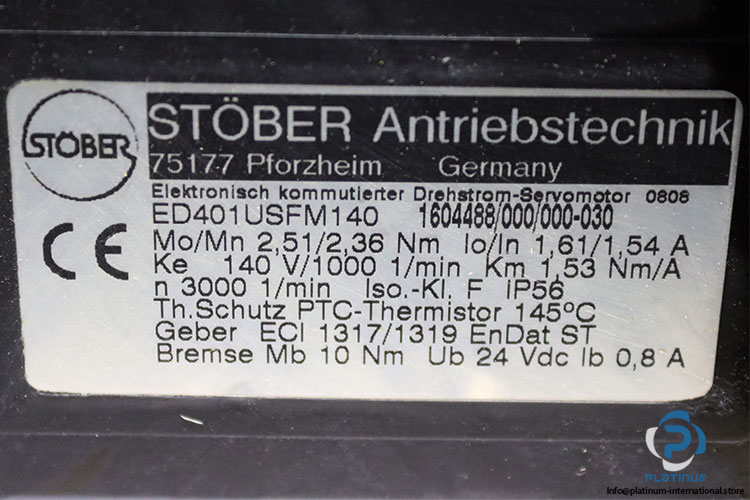 STÖBER
STÖBER Antriebstechnik
75177 Pforzheim Germany
Elektronisch kommutierter Drehstrom-Servomotor 0808
ED401USFM140 1604488/000/000-030
CE
Mo/Mn 2,51/2,36 Nm Io/In 1,61/1,54 A
Ke 140 V/1000 1/min Km 1,53 Nm/A
n 3000 1/min Iso.-Kl. F IP56
Th.Schutz PTC-Thermistor 145ºC
Geber ECI 1317/1319 EnDat ST
Bremse Mb 10 Nm Ub 24 Vdc Ib 0,8 A
PLATINUM
Info@platinum-international.store